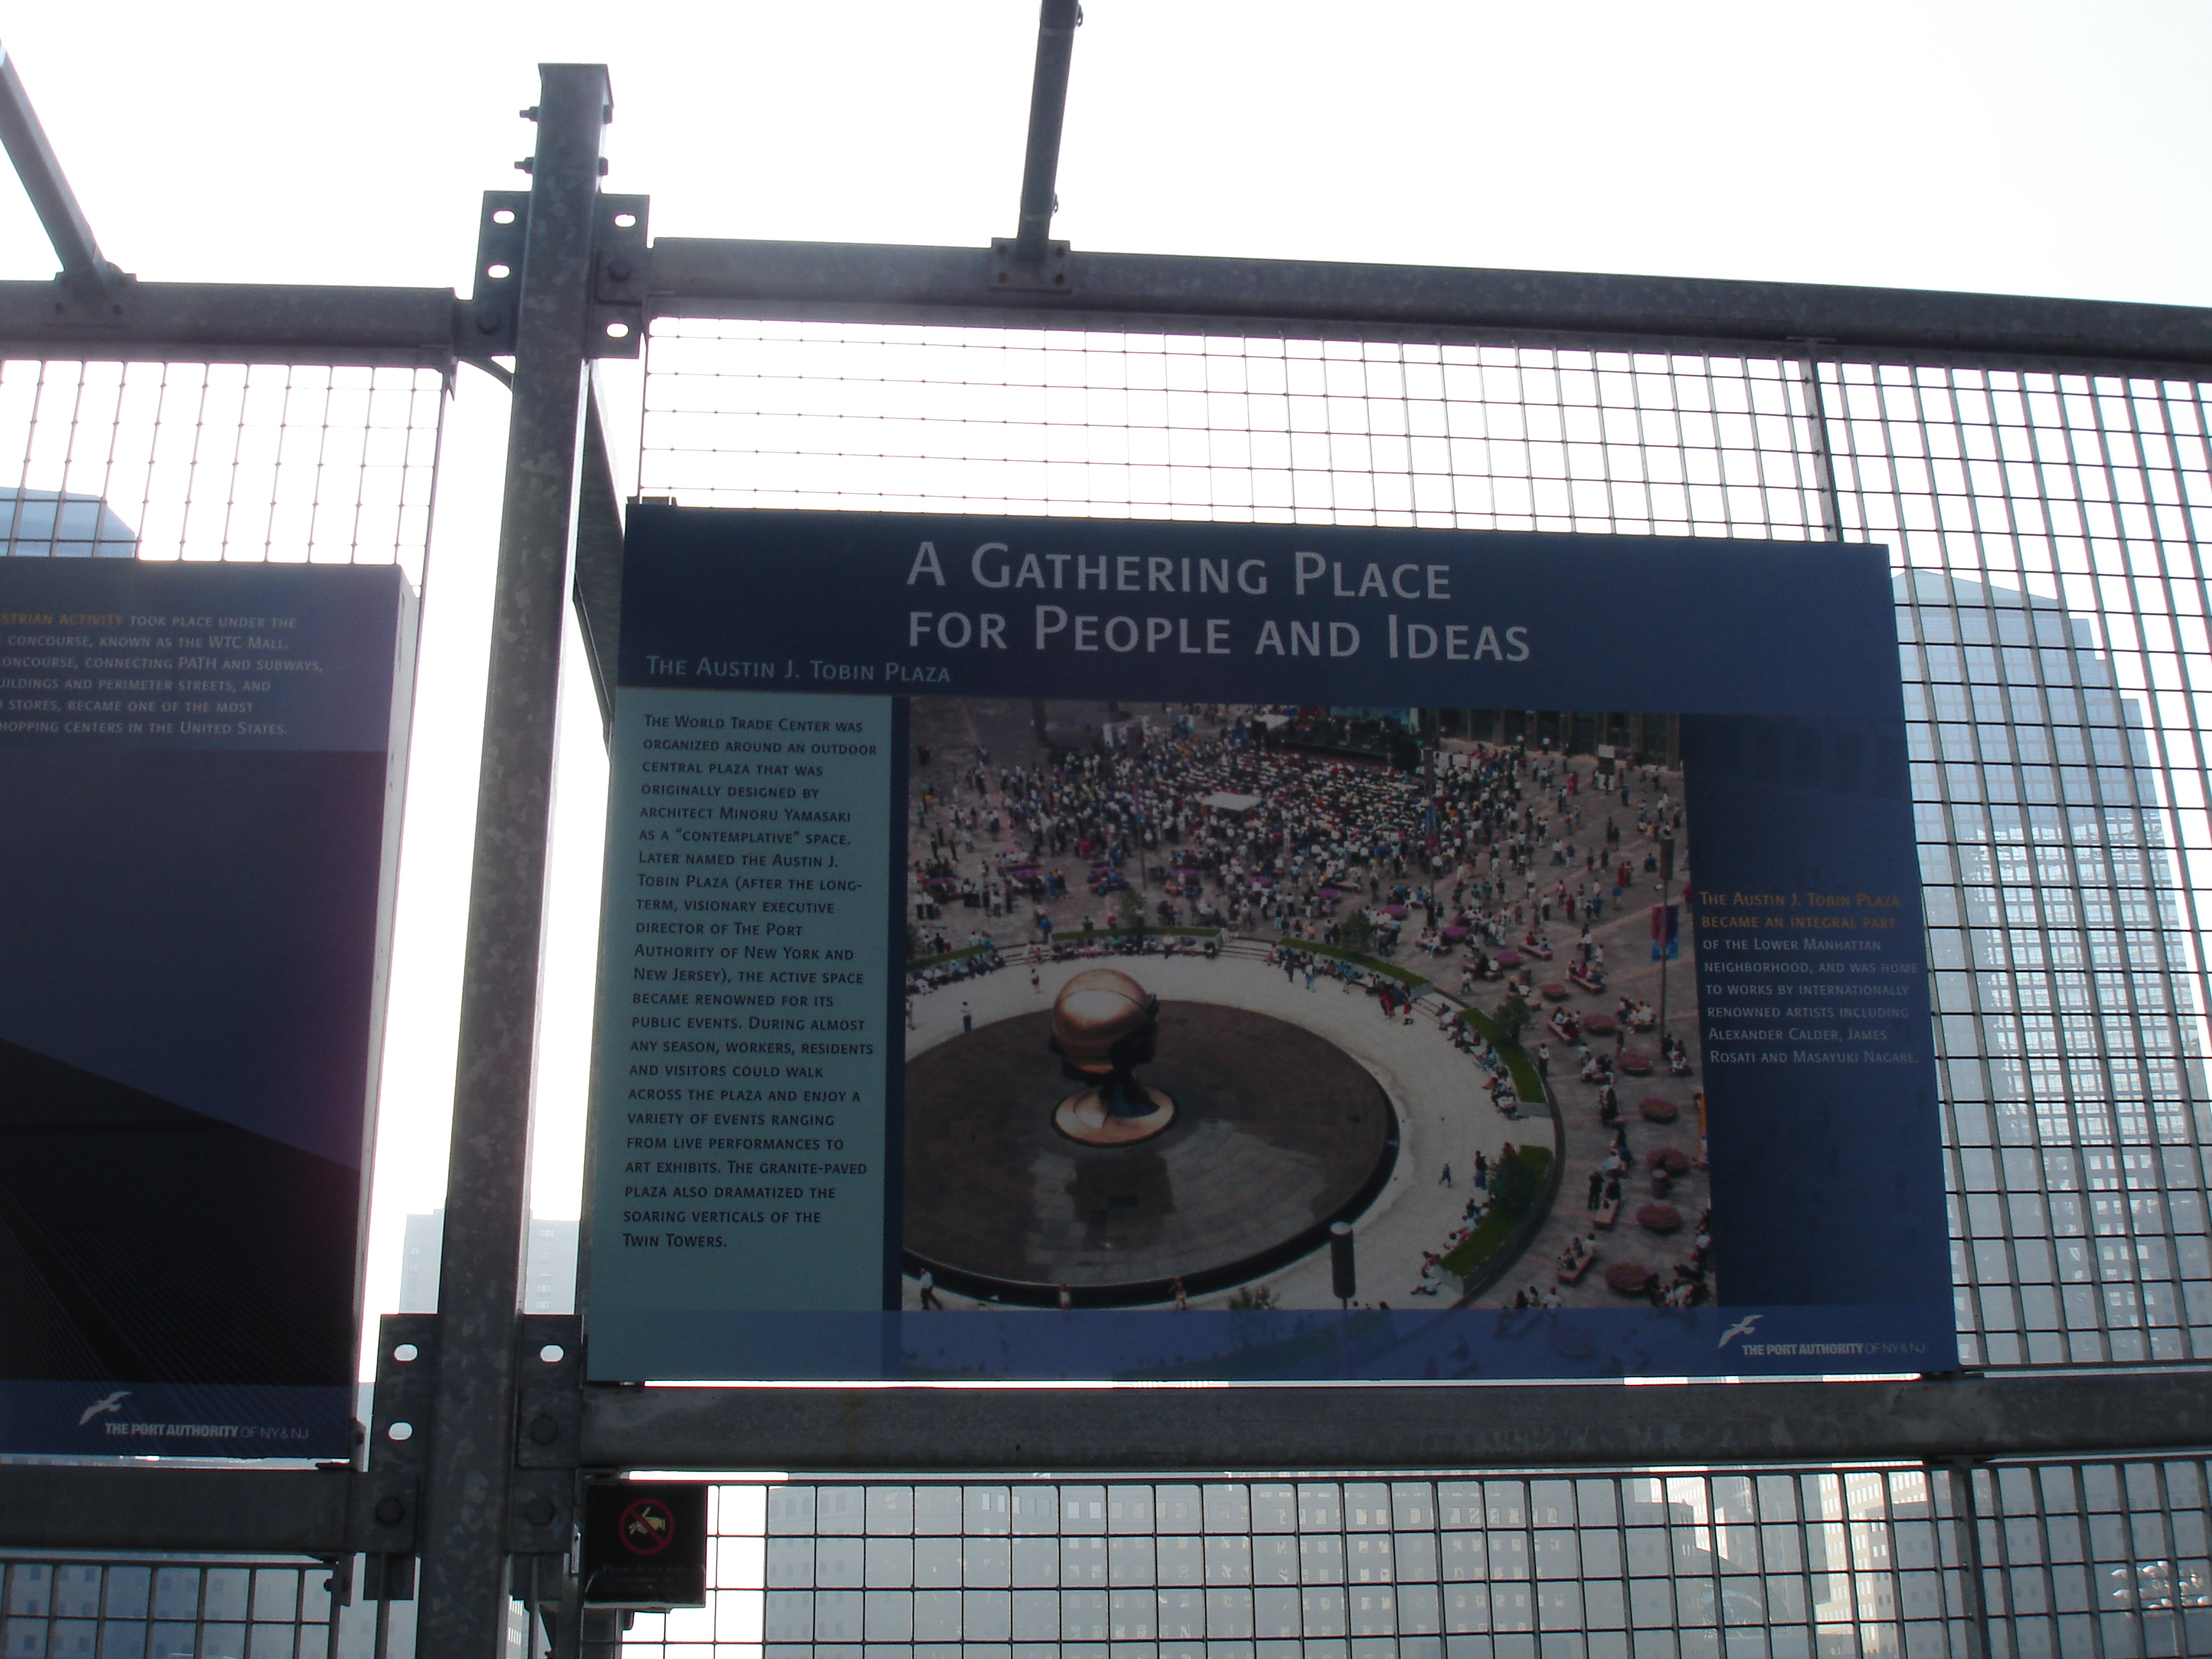 STRIAN ACTIVITY TOOK PLACE UNDER THE
CONCOURSE, KNOWN AS THE WTC MALL.
CONCOURSE, CONNECTING PATH AND SUBWAYS,
UILDINGS AND PERIMETER STREETS, AND
STORES, BECAME ONE OF THE MOST
HOPPING CENTERS IN THE UNITED STATES.
THE PORT AUTHORITY OF NY & NJ
A GATHERING PLACE
FOR PEOPLE AND IDEAS
THE AUSTIN J. TOBIN PLAZA
THE WORLD TRADE CENTER WAS
ORGANIZED AROUND AN OUTDOOR
CENTRAL PLAZA THAT WAS
ORIGINALLY DESIGNED BY
ARCHITECT MINORU YAMASAKI
AS A "CONTEMPLATIVE" SPACE.
LATER NAMED THE AUSTIN J.
TOBIN PLAZA (AFTER THE LONG-
TERM, VISIONARY EXECUTIVE
DIRECTOR OF THE PORT
AUTHORITY OF NEW YORK AND
NEW JERSEY), THE ACTIVE SPACE
BECAME RENOWNED FOR ITS
PUBLIC EVENTS. DURING ALMOST
ANY SEASON, WORKERS, RESIDENTS
AND VISITORS COULD WALK
ACROSS THE PLAZA AND ENJOY A
VARIETY OF EVENTS RANGING
FROM LIVE PERFORMANCES TO
ART EXHIBITS. THE GRANITE-PAVED
PLAZA ALSO DRAMATIZED THE
SOARING VERTICALS OF THE
TWIN TOWERS.
THE AUSTIN J. TOBIN PLAZA
BECAME AN INTEGRAL PART
OF THE LOWER MANHATTAN
NEIGHBORHOOD, AND WAS HOME
TO WORKS BY INTERNATIONALLY
RENOWNED ARTISTS INCLUDING
ALEXANDER CALDER, JAMES
ROSATI AND MASAYUKI NAGARE.
THE PORT AUTHORITY OF NY & NJ